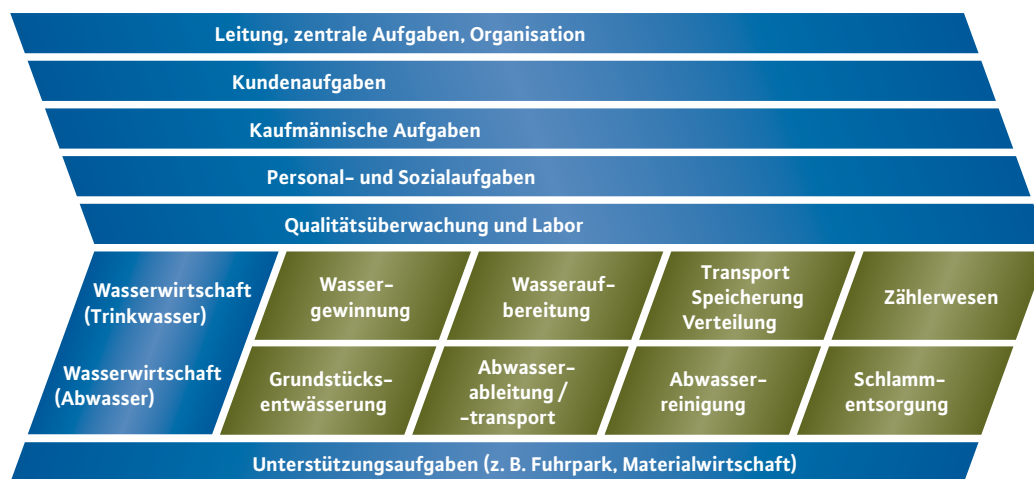 Leitung, zentrale Aufgaben, Organisation
Kundenaufgaben
Kaufmännische Aufgaben
Personal- und Sozialaufgaben
Qualitätsüberwachung und Labor
Wasserwirtschaft
(Trinkwasser)
Wasser-
gewinnung
Wasserauf-
bereitung
Transport
Speicherung
Verteilung
Zählerwesen
Wasserwirtschaft
(Abwasser)
Grundstücks-
entwässerung
Abwasser-
ableitung /
-transport
Abwasser-
reinigung
Schlamm-
entsorgung
Unterstützungsaufgaben (z. B. Fuhrpark, Materialwirtschaft)